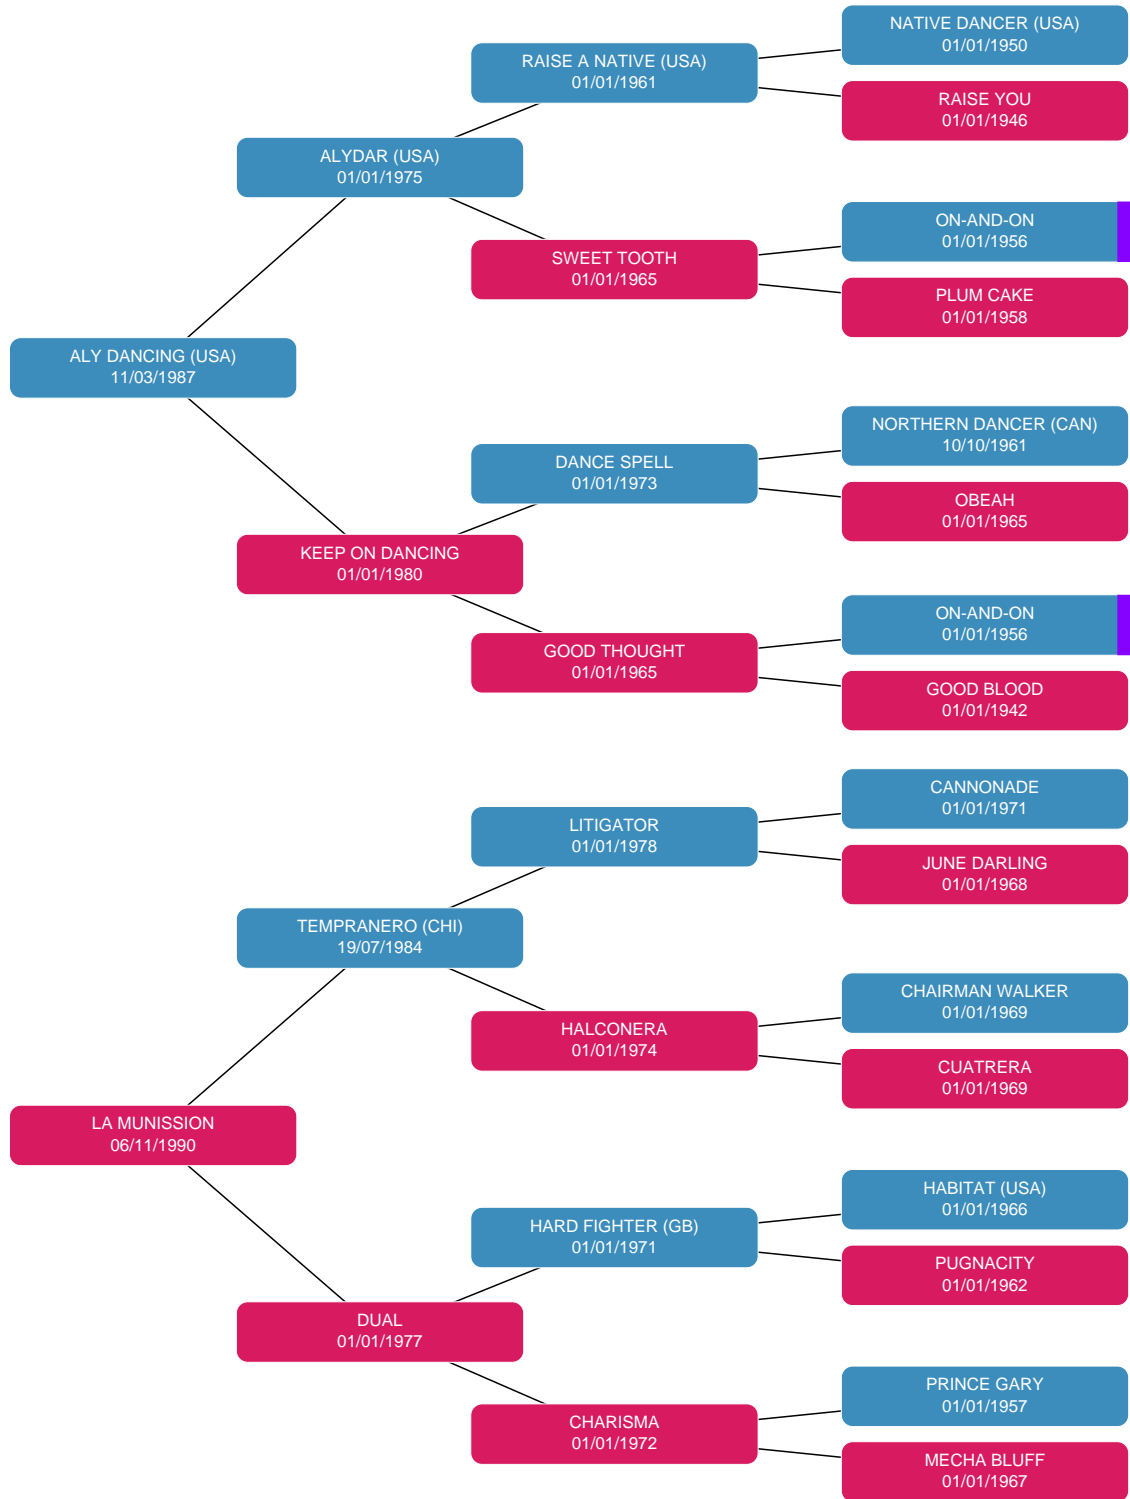 NATIVE DANCER (USA)
01/01/1950
RAISE A NATIVE (USA)
01/01/1961
RAISE YOU
01/01/1946
ALYDAR (USA)
01/01/1975
ON-AND-ON
01/01/1956
SWEET TOOTH
01/01/1965
PLUM CAKE
01/01/1958
ALY DANCING (USA)
11/03/1987
NORTHERN DANCER (CAN)
10/10/1961
DANCE SPELL
01/01/1973
OBEAH
01/01/1965
KEEP ON DANCING
01/01/1980
ON-AND-ON
01/01/1956
GOOD THOUGHT
01/01/1965
GOOD BLOOD
01/01/1942
CANNONADE
01/01/1971
LITIGATOR
01/01/1978
JUNE DARLING
01/01/1968
TEMPRANERO (CHI)
19/07/1984
CHAIRMAN WALKER
01/01/1969
HALCONERA
01/01/1974
CUATRERA
01/01/1969
LA MUNISSION
06/11/1990
HABITAT (USA)
01/01/1966
HARD FIGHTER (GB)
01/01/1971
PUGNACITY
01/01/1962
DUAL
01/01/1977
PRINCE GARY
01/01/1957
CHARISMA
01/01/1972
MECHA BLUFF
01/01/1967